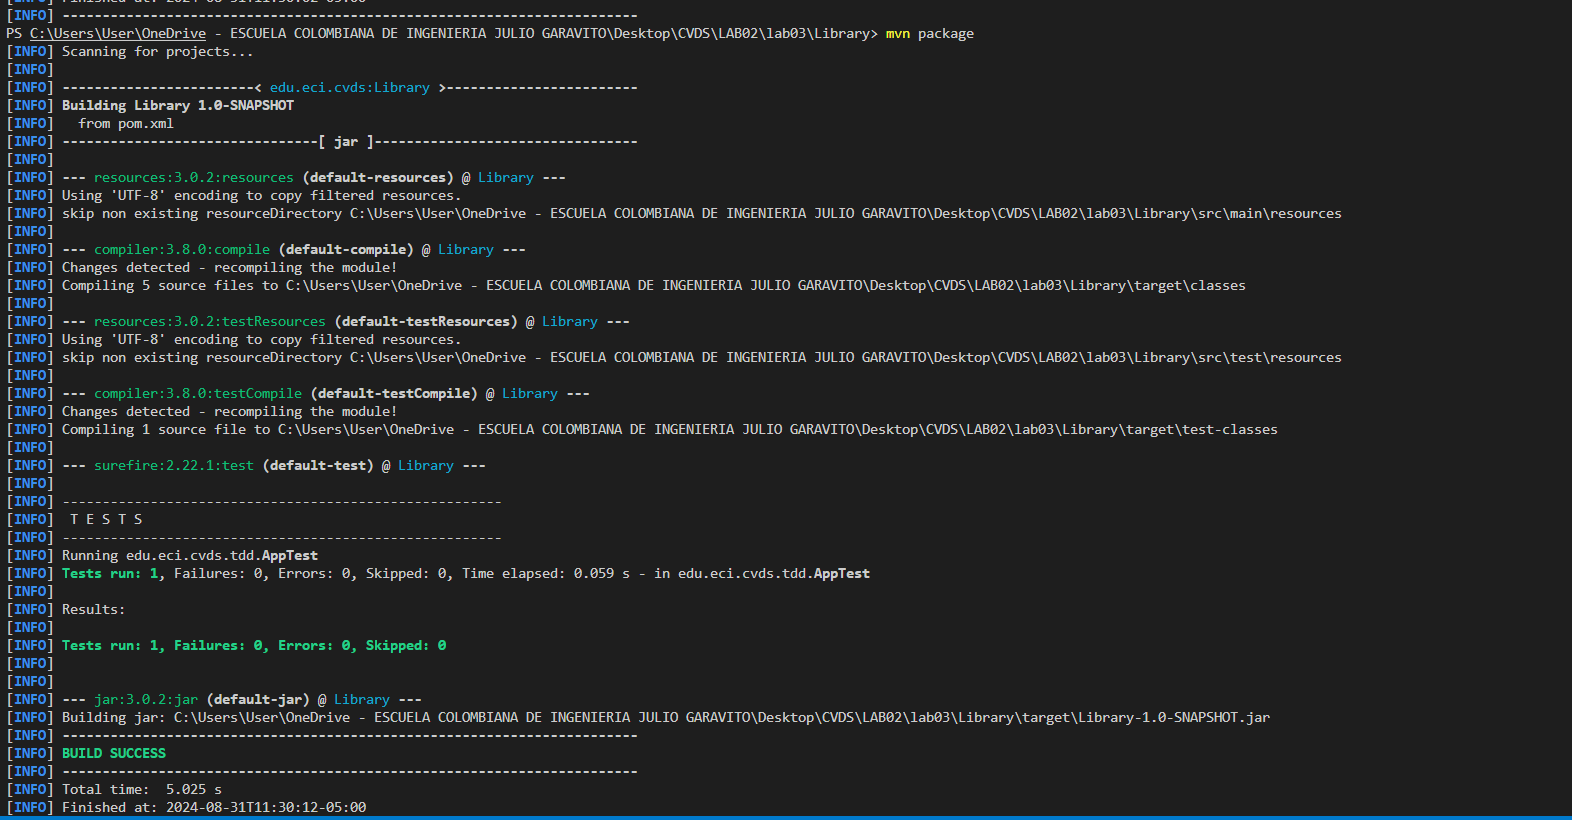 [INFO] Finished at: 2024-08-31T11:30:02-05:00
[INFO] ------------------------------------------------------------------------
PS C:\Users\User\OneDrive - ESCUELA COLOMBIANA DE INGENIERIA JULIO GARAVITO\Desktop\CVDS\LAB02\lab03\Library> mvn package
[INFO] Scanning for projects...
[INFO]
[INFO] ------------------------< edu.eci.cvds:Library >------------------------
[INFO] Building Library 1.0-SNAPSHOT
[INFO]   from pom.xml
[INFO] --------------------------------[ jar ]---------------------------------
[INFO]
[INFO] --- resources:3.0.2:resources (default-resources) @ Library ---
[INFO] Using 'UTF-8' encoding to copy filtered resources.
[INFO] skip non existing resourceDirectory C:\Users\User\OneDrive - ESCUELA COLOMBIANA DE INGENIERIA JULIO GARAVITO\Desktop\CVDS\LAB02\lab03\Library\src\main\resources
[INFO]
[INFO] --- compiler:3.8.0:compile (default-compile) @ Library ---
[INFO] Changes detected - recompiling the module!
[INFO] Compiling 5 source files to C:\Users\User\OneDrive - ESCUELA COLOMBIANA DE INGENIERIA JULIO GARAVITO\Desktop\CVDS\LAB02\lab03\Library\target\classes
[INFO]
[INFO] --- resources:3.0.2:testResources (default-testResources) @ Library ---
[INFO] Using 'UTF-8' encoding to copy filtered resources.
[INFO] skip non existing resourceDirectory C:\Users\User\OneDrive - ESCUELA COLOMBIANA DE INGENIERIA JULIO GARAVITO\Desktop\CVDS\LAB02\lab03\Library\src\test\resources
[INFO]
[INFO] --- compiler:3.8.0:testCompile (default-testCompile) @ Library ---
[INFO] Changes detected - recompiling the module!
[INFO] Compiling 1 source file to C:\Users\User\OneDrive - ESCUELA COLOMBIANA DE INGENIERIA JULIO GARAVITO\Desktop\CVDS\LAB02\lab03\Library\target\test-classes
[INFO]
[INFO] --- surefire:2.22.1:test (default-test) @ Library ---
[INFO]
[INFO] -------------------------------------------------------
[INFO]  T E S T S
[INFO] -------------------------------------------------------
[INFO] Running edu.eci.cvds.tdd.AppTest
[INFO] Tests run: 1, Failures: 0, Errors: 0, Skipped: 0, Time elapsed: 0.059 s - in edu.eci.cvds.tdd.AppTest
[INFO]
[INFO] Results:
[INFO]
[INFO] Tests run: 1, Failures: 0, Errors: 0, Skipped: 0
[INFO]
[INFO]
[INFO] --- jar:3.0.2:jar (default-jar) @ Library ---
[INFO] Building jar: C:\Users\User\OneDrive - ESCUELA COLOMBIANA DE INGENIERIA JULIO GARAVITO\Desktop\CVDS\LAB02\lab03\Library\target\Library-1.0-SNAPSHOT.jar
[INFO] ------------------------------------------------------------------------
[INFO] BUILD SUCCESS
[INFO] ------------------------------------------------------------------------
[INFO] Total time:  5.025 s
[INFO] Finished at: 2024-08-31T11:30:12-05:00